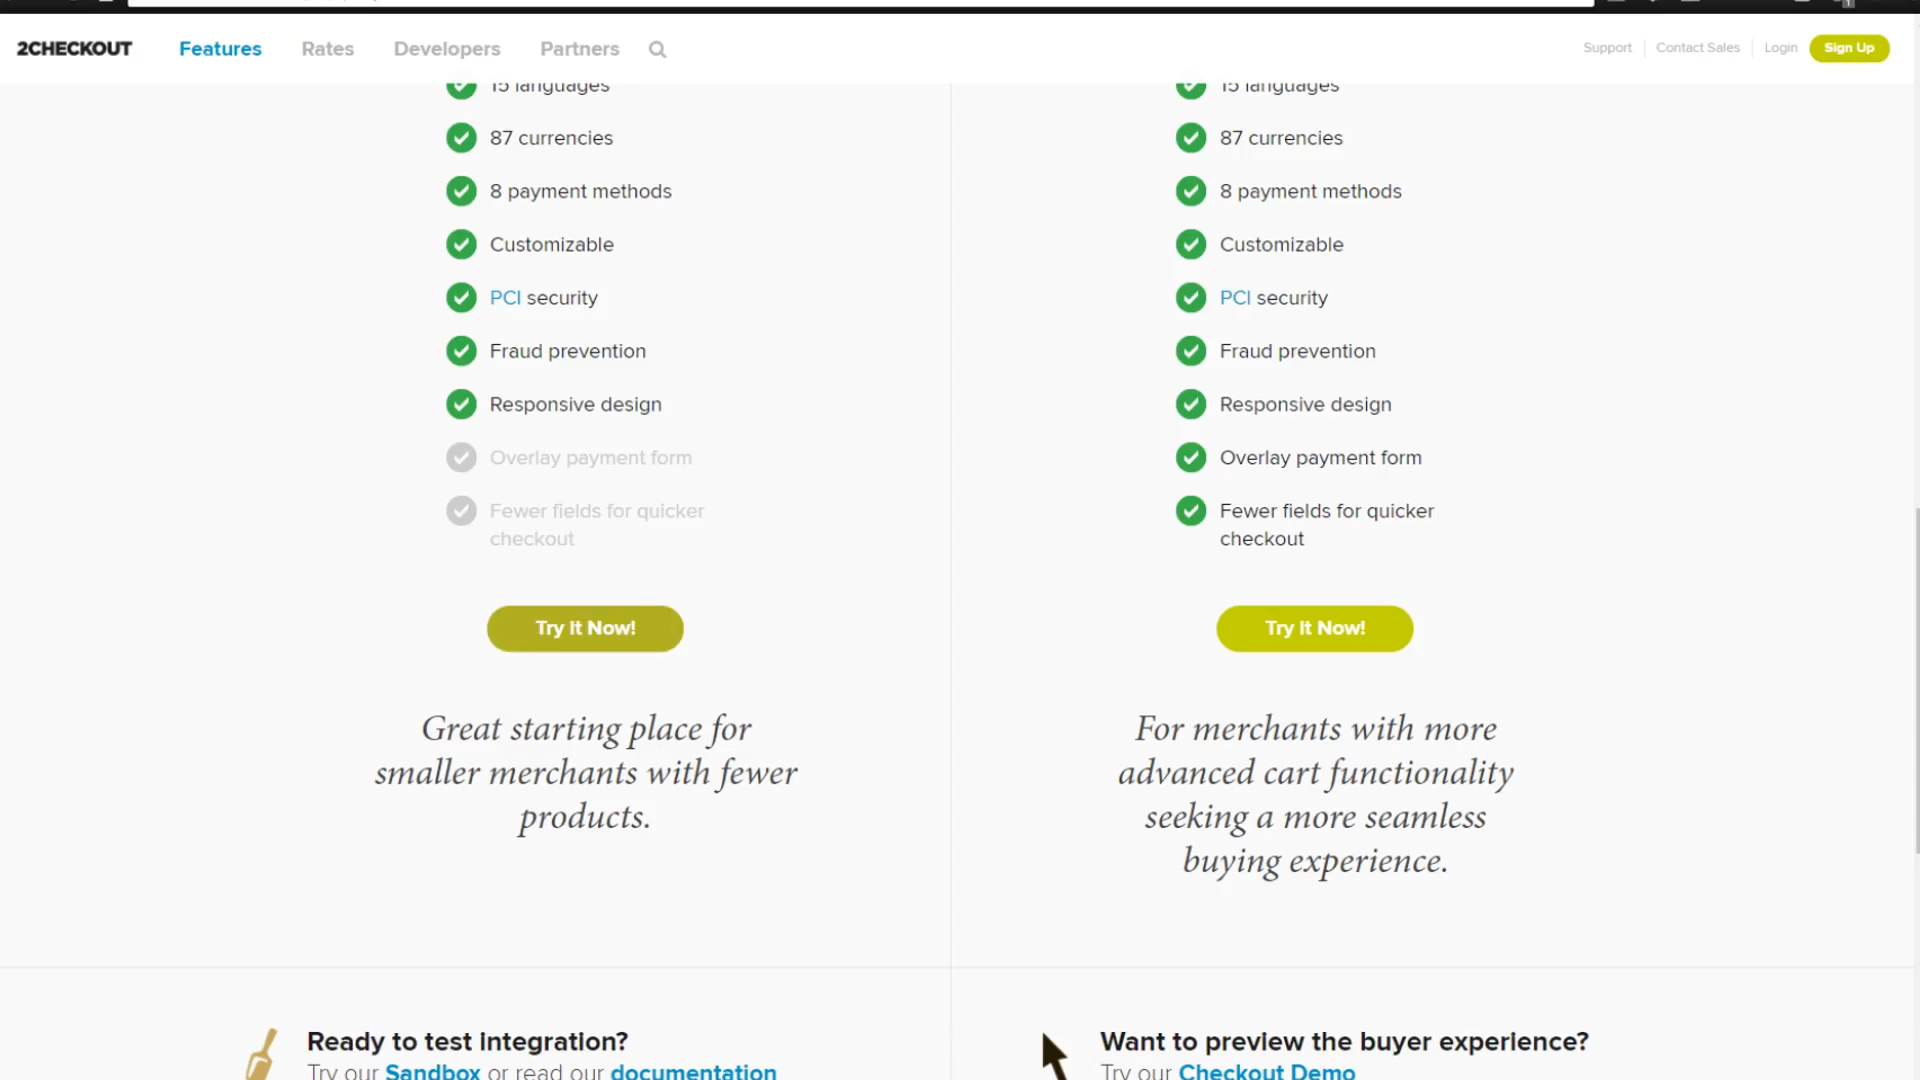 2CHECKOUT Features Rates Developers Partners Support Contact Sales Login Sign Up
15 languages
87 currencies
8 payment methods
Customizable
PCI security
Fraud prevention
Responsive design
Overlay payment form
Fewer fields for quicker
checkout
Try It Now!
Great starting place for
smaller merchants with fewer
products.
15 languages
87 currencies
8 payment methods
Customizable
PCI security
Fraud prevention
Responsive design
Overlay payment form
Fewer fields for quicker
checkout
Try It Now!
For merchants with more
advanced cart functionality
seeking a more seamless
buying experience.
Ready to test integration?
Try our Sandbox or read our documentation
Want to preview the buyer experience?
Try our Checkout Demo